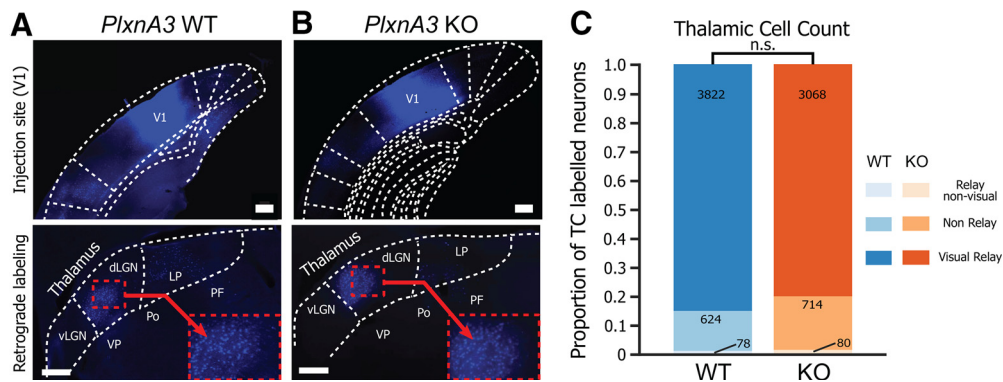 A
PlxnA3 WT
Injection site (V1)
V1
Retrograde labeling
Thalamus
dLGN
LP
PF
vLGN
Po
VP
B
PlxnA3 KO
V1
Thalamus
dLGN
LP
PF
vLGN
Po
VP
C
Thalamic Cell Count
n.s.
Proportion of TC labelled neurons
1.0
0.9
0.8
0.7
0.6
0.5
0.4
0.3
0.2
0.1
0
3822
3068
624
714
78
80
WT
KO
WT KO
Relay
non-visual
Non Relay
Visual Relay